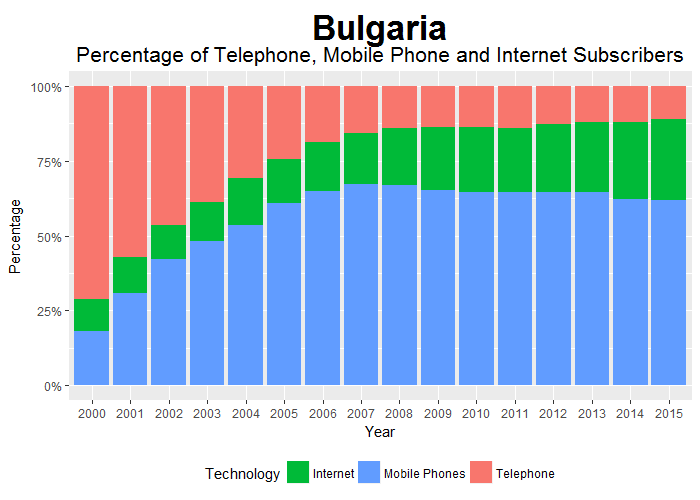 Bulgaria
Percentage of Telephone, Mobile Phone and Internet Subscribers
100%
75%
50%
25%
0%
Percentage
2000 2001 2002 2003 2004 2005 2006 2007 2008 2009 2010 2011 2012 2013 2014 2015
Year
Technology Internet Mobile Phones Telephone